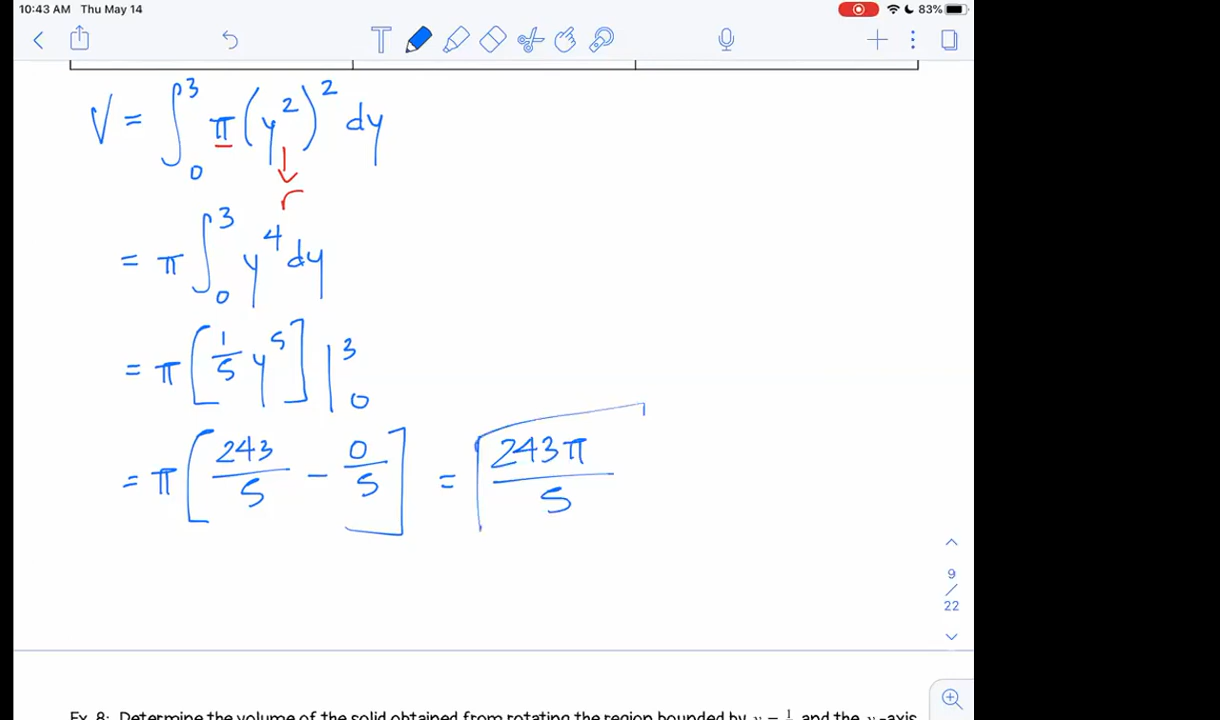 10:43 AM Thu May 14
83%
V = ∫₀³ π (y²)² dy
r
= π ∫₀³ y⁴ dy
= π [1/5 y⁵] |₀³
= π [243/5 − 0/5] = 243π/5
9
/
22
Ex. 8: Determine the volume of the solid obtained from rotating the region bounded by